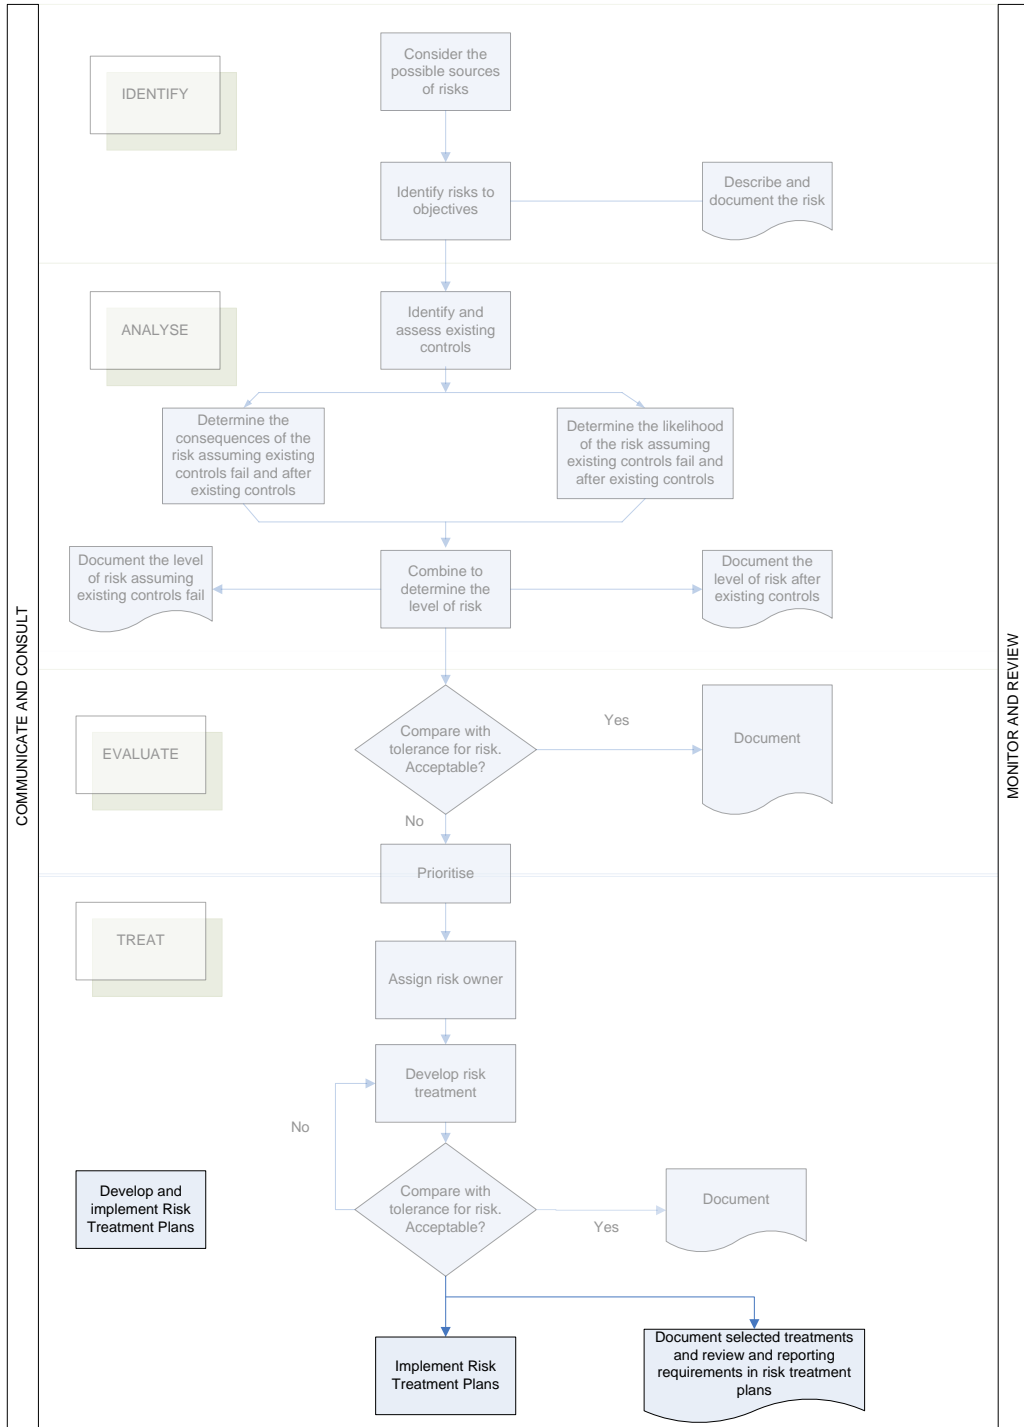 COMMUNICATE AND CONSULT
MONITOR AND REVIEW
IDENTIFY
Consider the
possible sources
of risks
Identify risks to
objectives
Describe and
document the risk
ANALYSE
Identify and
assess existing
controls
Determine the
consequences of the
risk assuming existing
controls fail and after
existing controls
Determine the likelihood
of the risk assuming
existing controls fail and
after existing controls
Document the level
of risk assuming
existing controls fail
Combine to
determine the
level of risk
Document the
level of risk after
existing controls
EVALUATE
Compare with
tolerance for risk.
Acceptable?
Yes
Document
No
Prioritise
TREAT
Assign risk owner
Develop risk
treatment
No
Develop and
implement Risk
Treatment Plans
Compare with
tolerance for risk.
Acceptable?
Yes
Document
Implement Risk
Treatment Plans
Document selected treatments
and review and reporting
requirements in risk treatment
plans